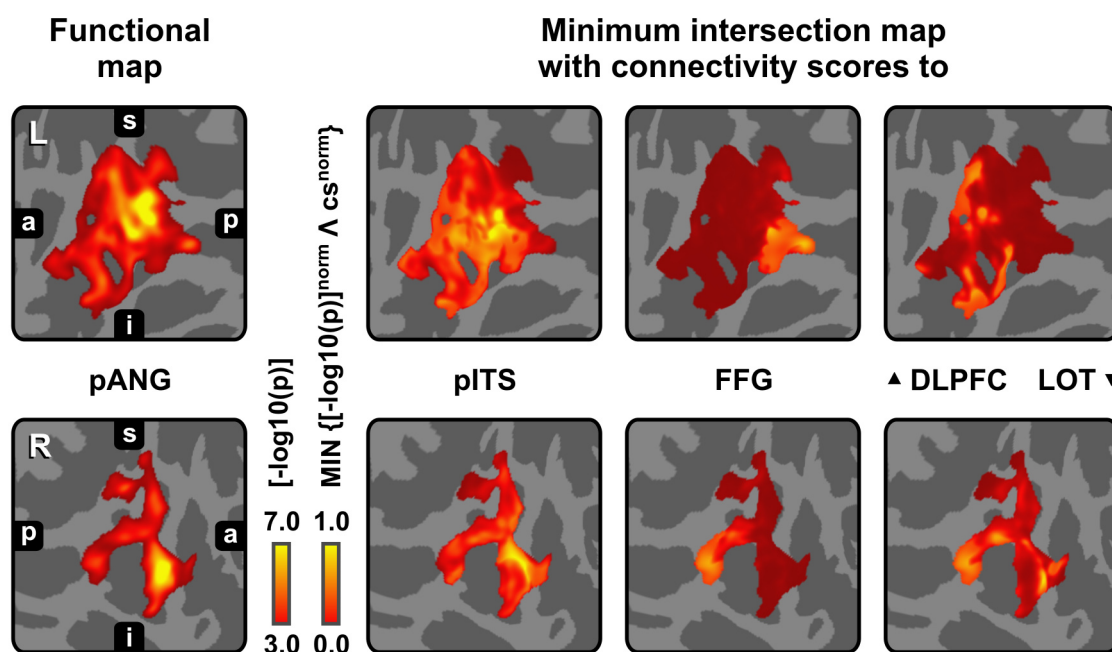 Functional
map
Minimum intersection map
with connectivity scores to
L
s
a
p
i
pANG
pITS
FFG
▲ DLPFC
LOT ▼
R
s
p
a
i
[-log10(p)]
7.0
3.0
MIN {[-log10(p)]norm Λ csnorm}
1.0
0.0